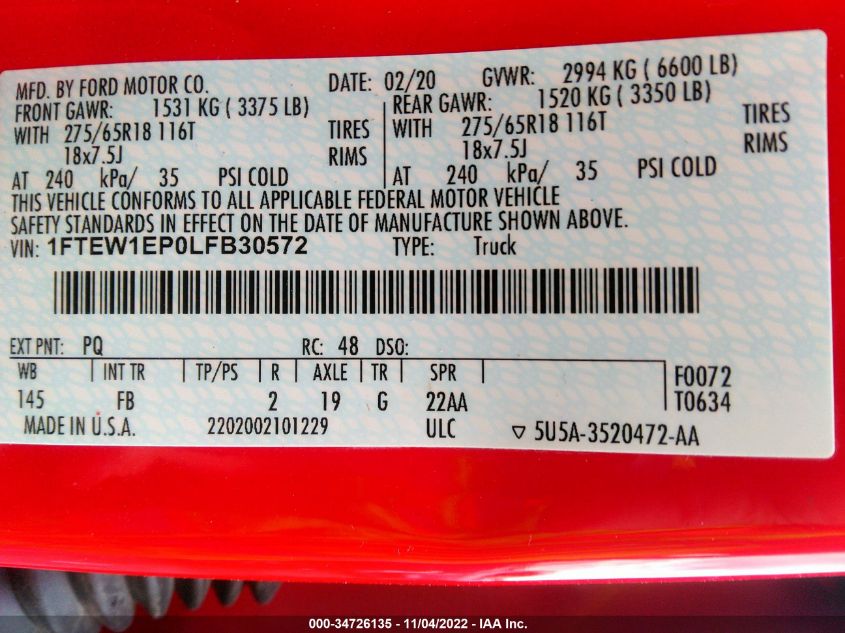 MFD. BY FORD MOTOR CO. DATE: 02/20 GVWR: 2994 KG ( 6600 LB)
FRONT GAWR: 1531 KG ( 3375 LB) REAR GAWR: 1520 KG ( 3350 LB)
WITH 275/65R18 116T TIRES WITH 275/65R18 116T TIRES
18x7.5J RIMS 18x7.5J RIMS
AT 240 kPa/ 35 PSI COLD AT 240 kPa/ 35 PSI COLD
THIS VEHICLE CONFORMS TO ALL APPLICABLE FEDERAL MOTOR VEHICLE
SAFETY STANDARDS IN EFFECT ON THE DATE OF MANUFACTURE SHOWN ABOVE.
VIN: 1FTEW1EP0LFB30572 TYPE: Truck
EXT PNT: PQ RC: 48 DSO:
WB INT TR TP/PS R AXLE TR SPR F0072
145 FB 2 19 G 22AA T0634
MADE IN U.S.A. 2202002101229 ULC ▽ 5U5A-3520472-AA
000-34726135 - 11/04/2022 - IAA Inc.